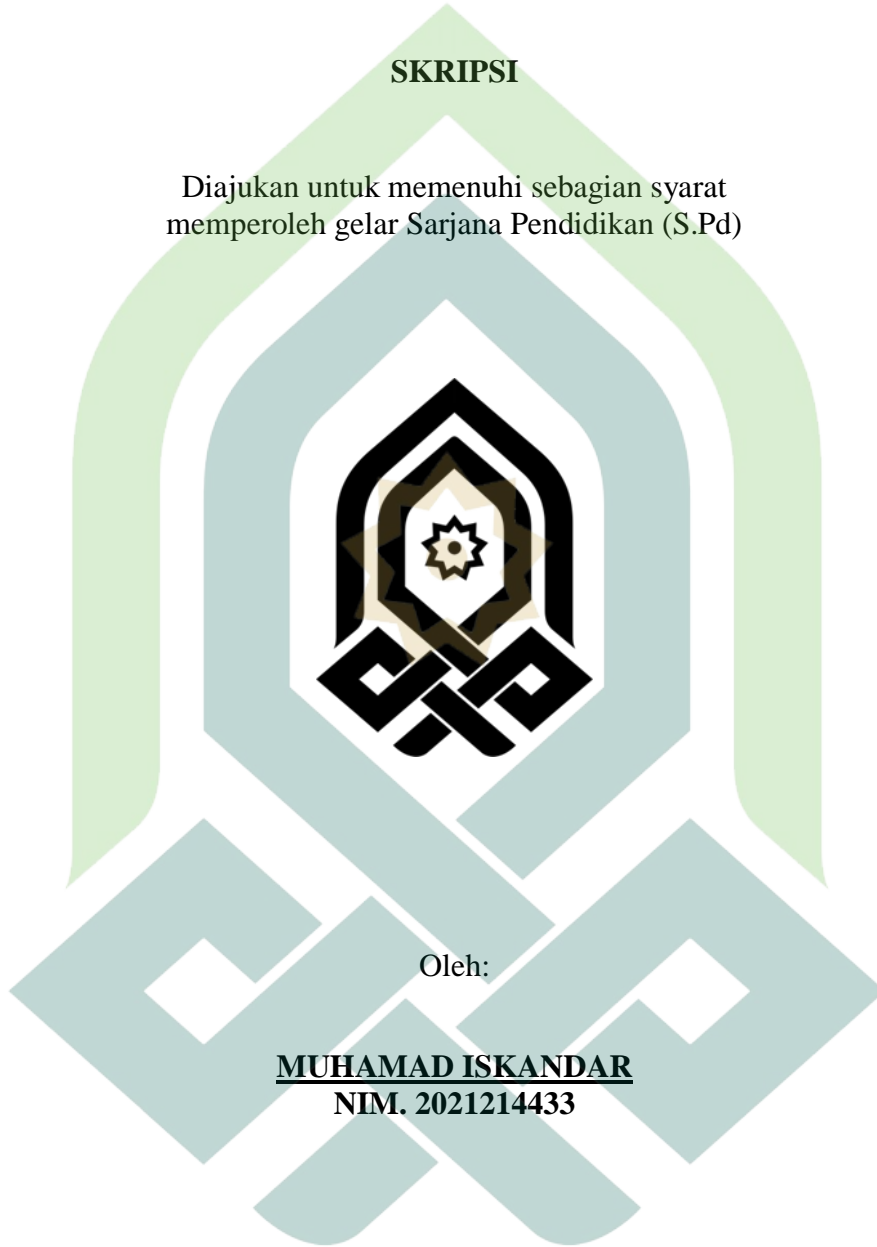 SKRIPSI
Diajukan untuk memenuhi sebagian syarat
memperoleh gelar Sarjana Pendidikan (S.Pd)
Oleh:
MUHAMAD ISKANDAR
NIM. 2021214433